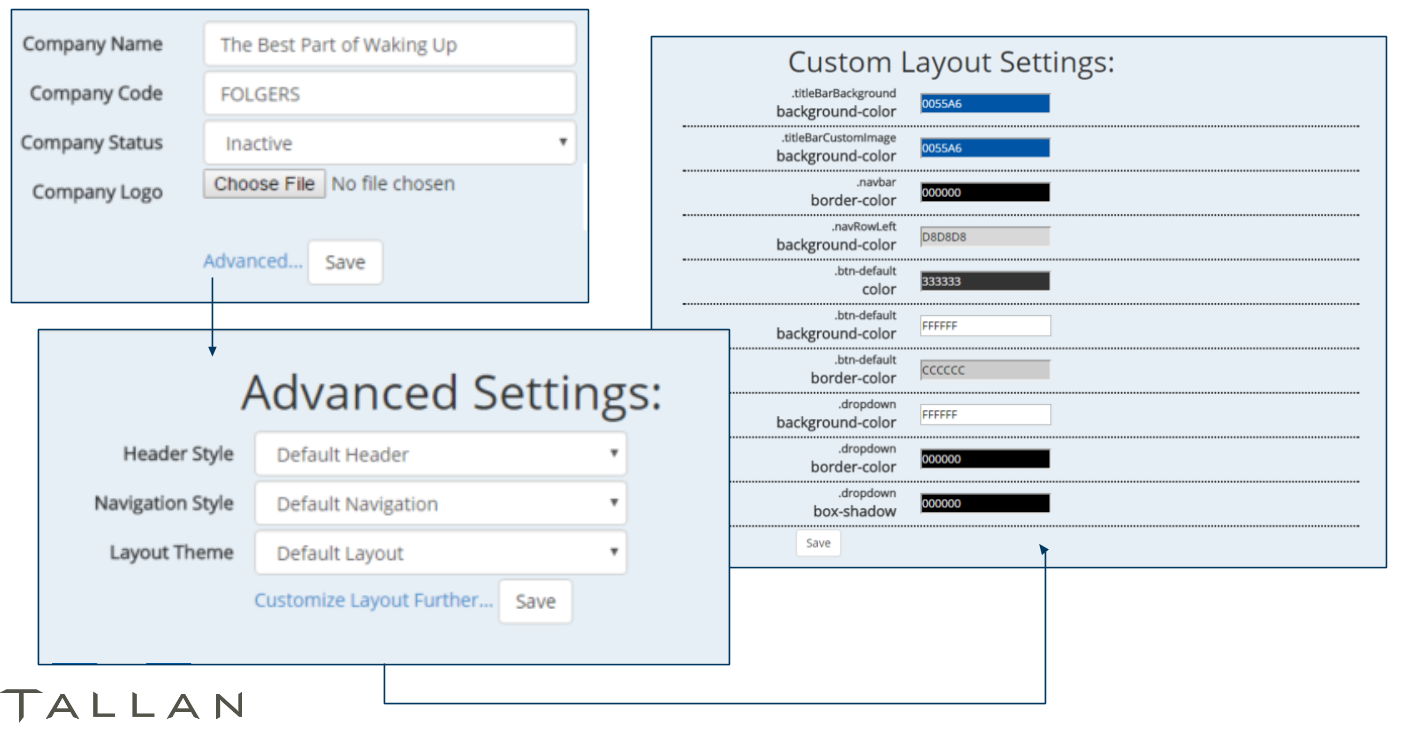 Company Name The Best Part of Waking Up
Company Code FOLGERS
Company Status Inactive
Company Logo Choose File No file chosen
Advanced... Save
Advanced Settings:
Header Style Default Header
Navigation Style Default Navigation
Layout Theme Default Layout
Customize Layout Further... Save
Custom Layout Settings:
.titleBarBackground
background-color 0055A6
.titleBarCustomImage
background-color 0055A6
.navbar
border-color 000000
.navRowLeft
background-color D8D8D8
.btn-default
color 333333
.btn-default
background-color FFFFFF
.btn-default
border-color CCCCCC
.dropdown
background-color FFFFFF
.dropdown
border-color 000000
.dropdown
box-shadow 000000
Save
TALLAN